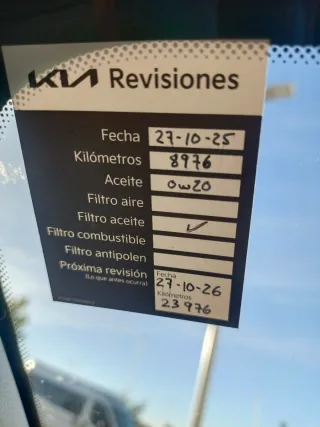 KIA Revisiones
Fecha 27-10-25
Kilómetros 8976
Aceite 0w20
Filtro aire
Filtro aceite ✓
Filtro combustible
Filtro antipolen
Próxima revisión
(Lo que antes ocurra)
Fecha
27-10-26
Kilómetros
23976